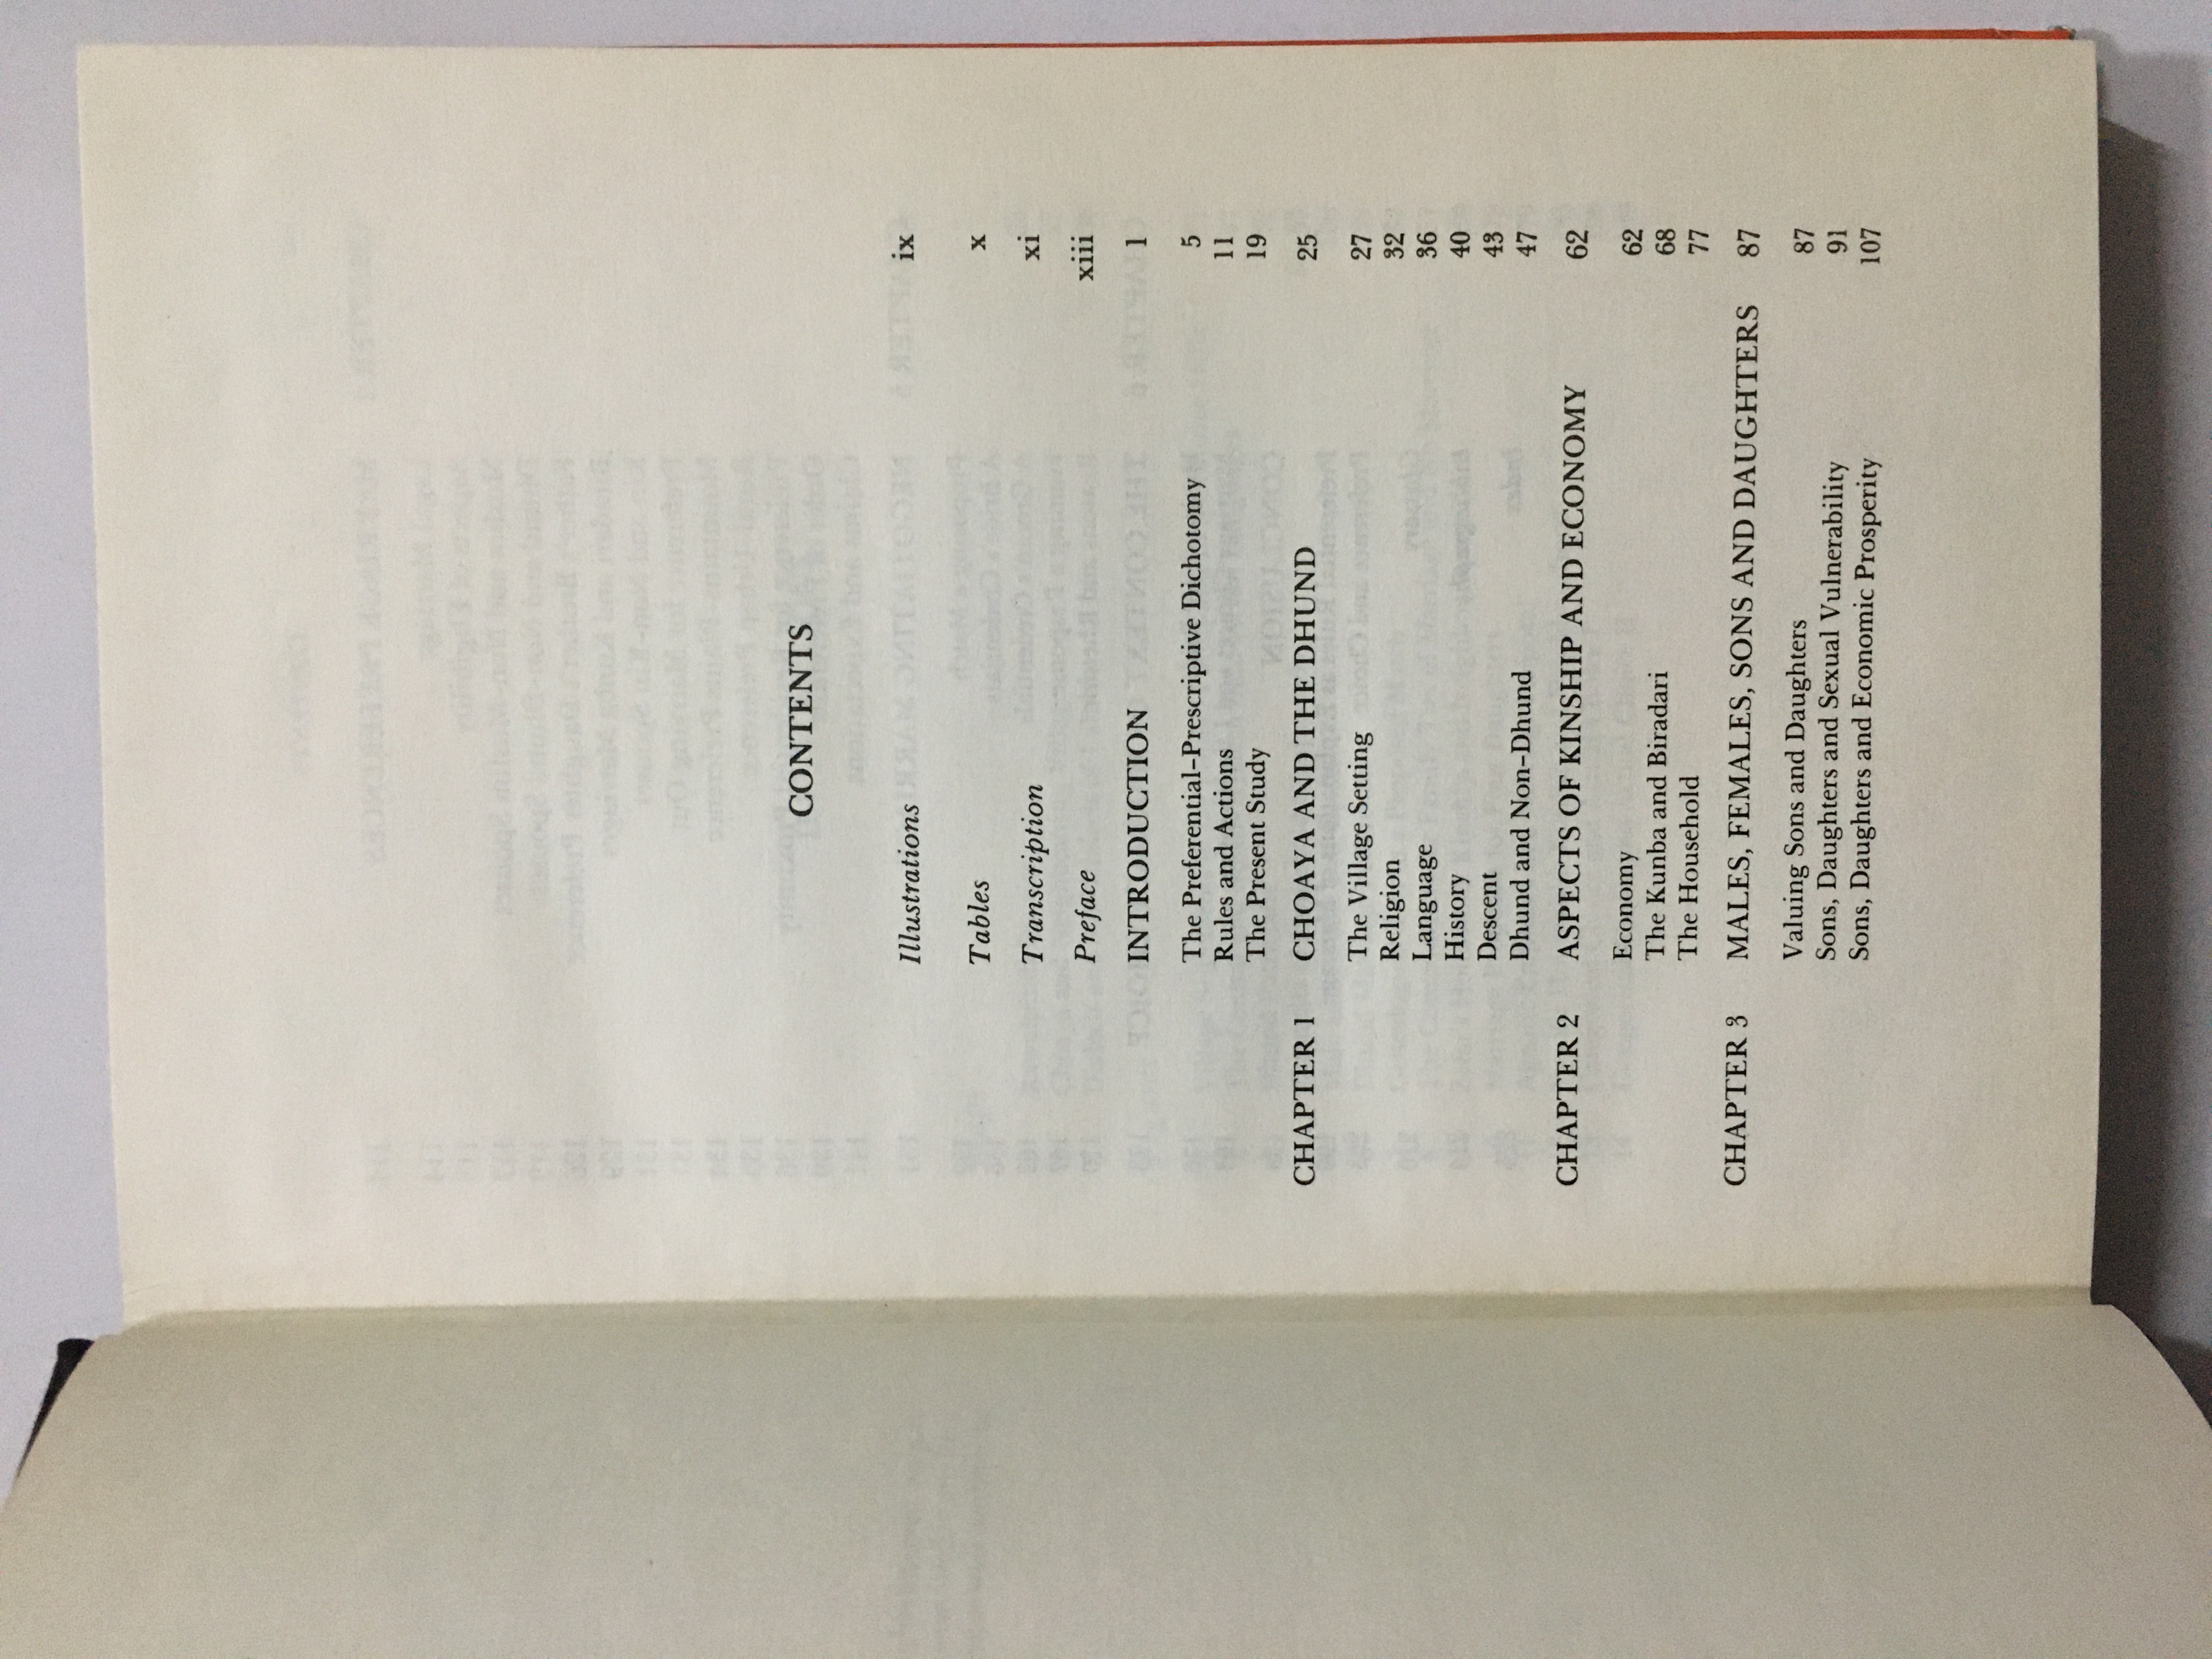 CONTENTS
Illustrations ix
Tables x
Transcription xi
Preface xiii
INTRODUCTION 1
The Preferential-Prescriptive Dichotomy 5
Rules and Actions 11
The Present Study 19
CHAPTER 1 CHOAYA AND THE DHUND 25
The Village Setting 27
Religion 32
Language 36
History 40
Descent 43
Dhund and Non-Dhund 47
CHAPTER 2 ASPECTS OF KINSHIP AND ECONOMY 62
Economy 62
The Kunba and Biradari 68
The Household 77
CHAPTER 3 MALES, FEMALES, SONS AND DAUGHTERS 87
Valuing Sons and Daughters 87
Sons, Daughters and Sexual Vulnerability 91
Sons, Daughters and Economic Prosperity 107